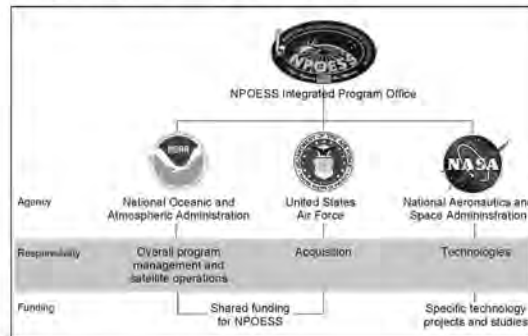 NPOESS
NPOESS Integrated Program Office
NOAA
NASA
Agency
National Oceanic and
Atmospheric Administration
United States
Air Force
National Aeronautics and
Space Admininstration
Responsibility
Overall program
management and
satellite operations
Acquisition
Technologies
Funding
Shared funding
for NPOESS
Specific technology
projects and studies